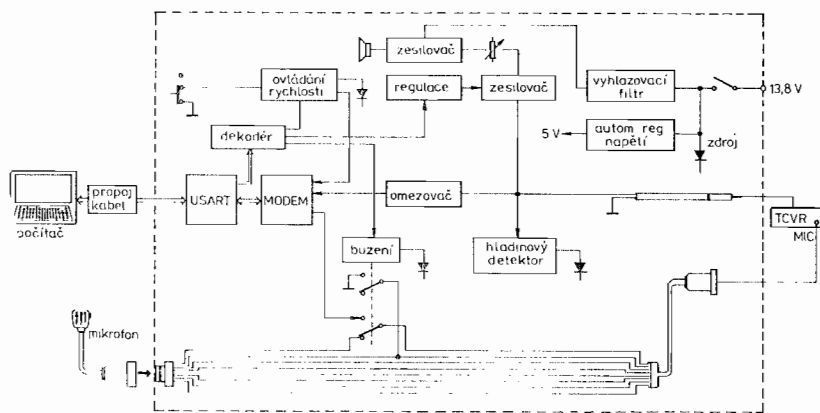 zesilovač
ovládání
rychlosti
regulace
zesilovač
vyhlazovací
filtr
13,8 V
dekodér
5 V
autom reg
napětí
zdroj
počítač
propoj
kabel
USART
MODEM
omezovač
TCVR
MIC
buzení
hladinový
detektor
mikrofon